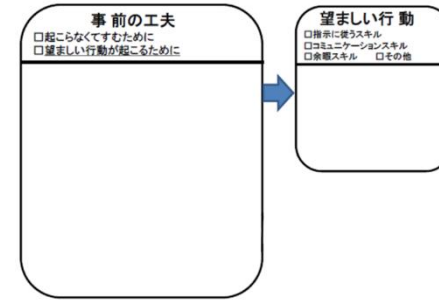 事前の工夫
□起こらなくてすむために
□望ましい行動が起こるために
望ましい行動
□指示に従うスキル
□コミュニケーションスキル
□余暇スキル　□その他